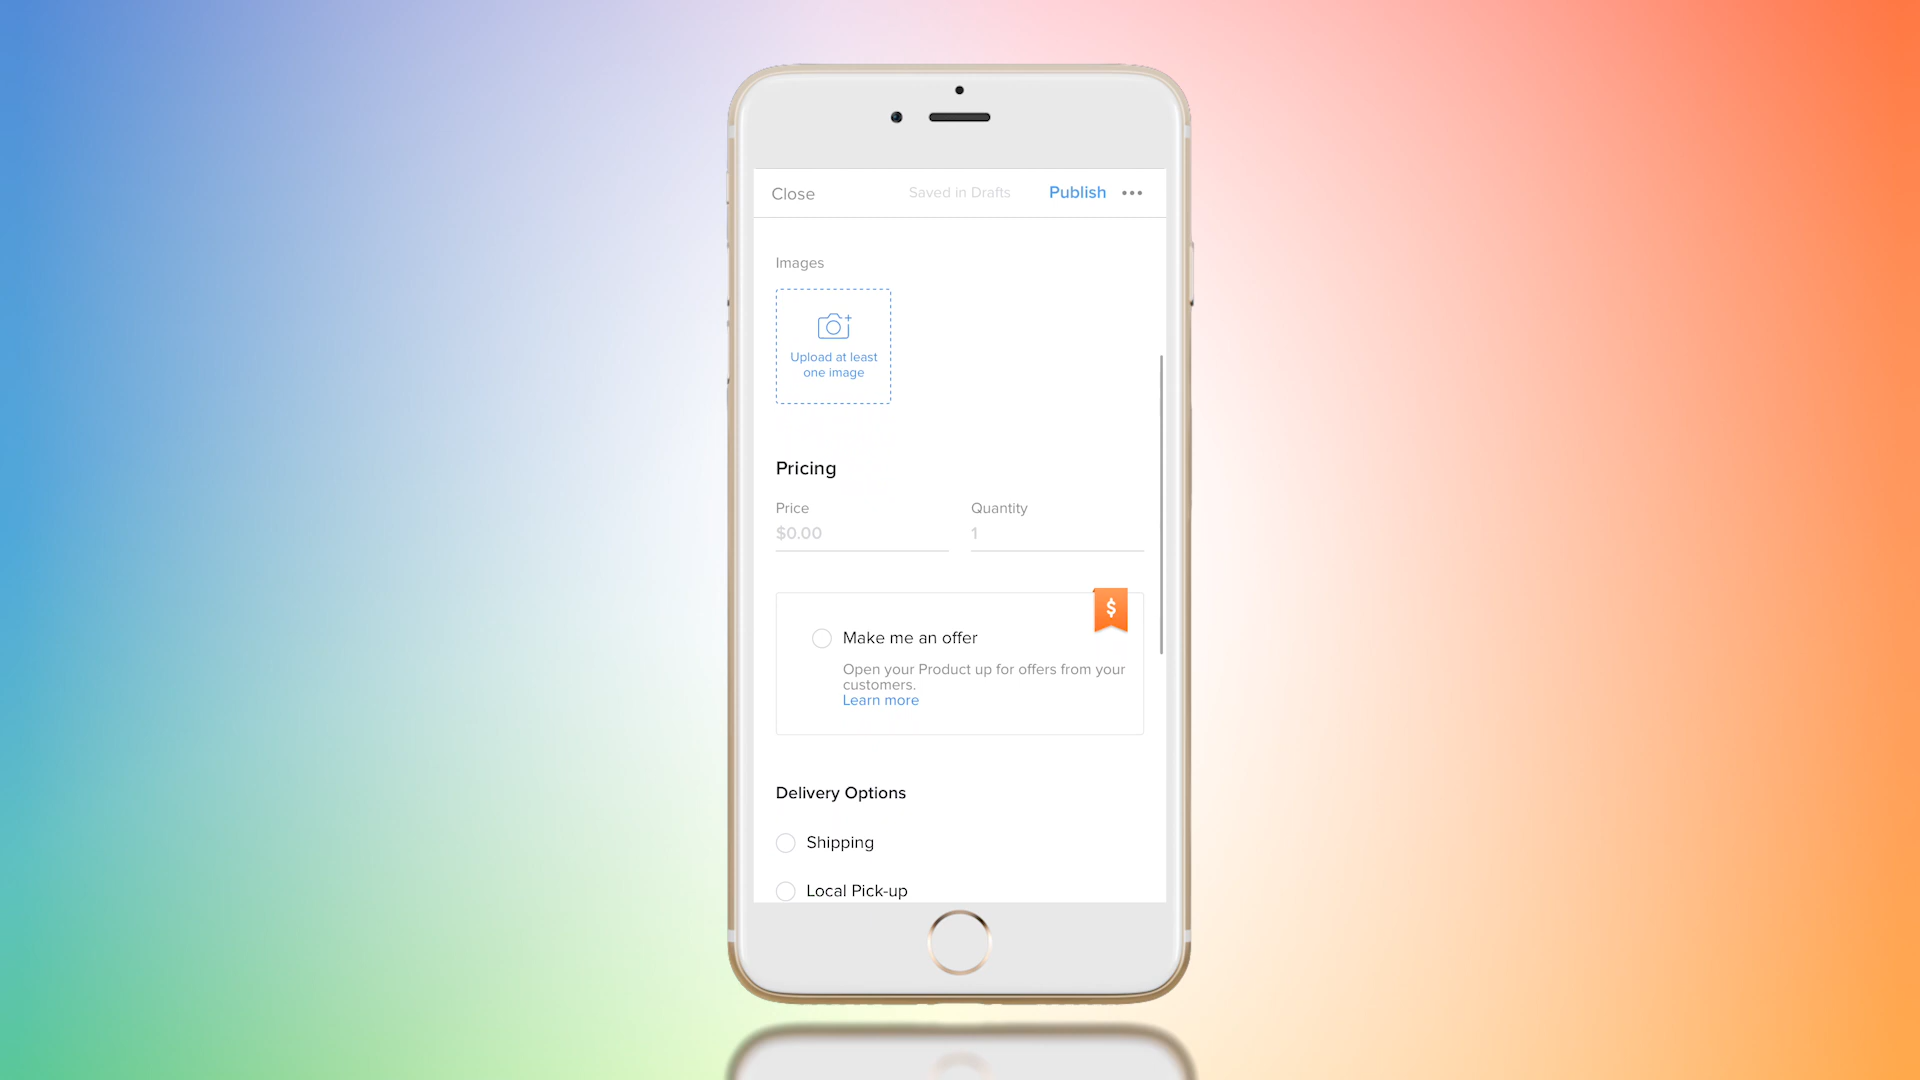 Close
Saved in Drafts
Publish
Images
Upload at least
one image
Pricing
Price
Quantity
$0.00
1
$
Make me an offer
Open your Product up for offers from your
customers.
Learn more
Delivery Options
Shipping
Local Pick-up